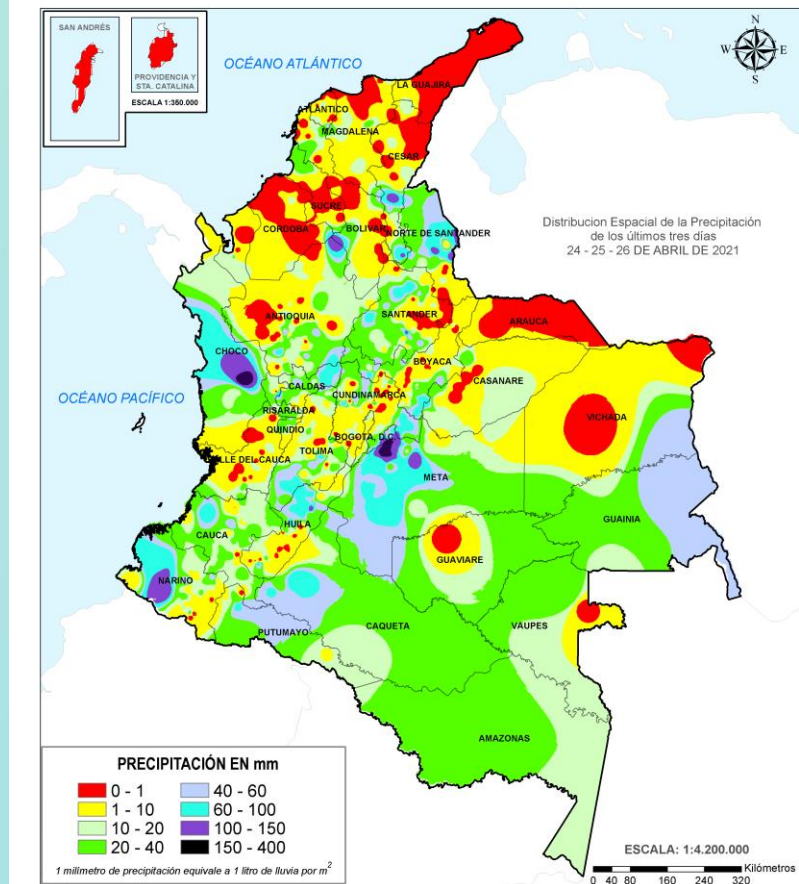 SAN ANDRÉS
PROVIDENCIA Y
STA. CATALINA
ESCALA 1:350.000
OCÉANO ATLÁNTICO
N
W
E
S
LA GUAJIRA
ATLÁNTICO
MAGDALENA
CESAR
SUCRE
CORDOBA
BOLIVAR
NORTE DE SANTANDER
Distribucion Espacial de la Precipitación
de los últimos tres días
24 - 25 - 26 DE ABRIL DE 2021
ANTIOQUIA
SANTANDER
ARAUCA
CHOCO
BOYACA
CASANARE
OCÉANO PACÍFICO
CALDAS
CUNDINAMARCA
VICHADA
RISARALDA
QUINDIO
BOGOTA, D.C.
TOLIMA
VALLE DEL CAUCA
META
GUAINIA
CAUCA
HUILA
GUAVIARE
NARINO
CAQUETA
VAUPES
PUTUMAYO
AMAZONAS
PRECIPITACIÓN EN mm
0 - 1
40 - 60
1 - 10
60 - 100
10 - 20
100 - 150
20 - 40
150 - 400
1 milímetro de precipitación equivale a 1 litro de lluvia por m²
ESCALA: 1:4.200.000
Kilómetros
0 40 80 160 240 320